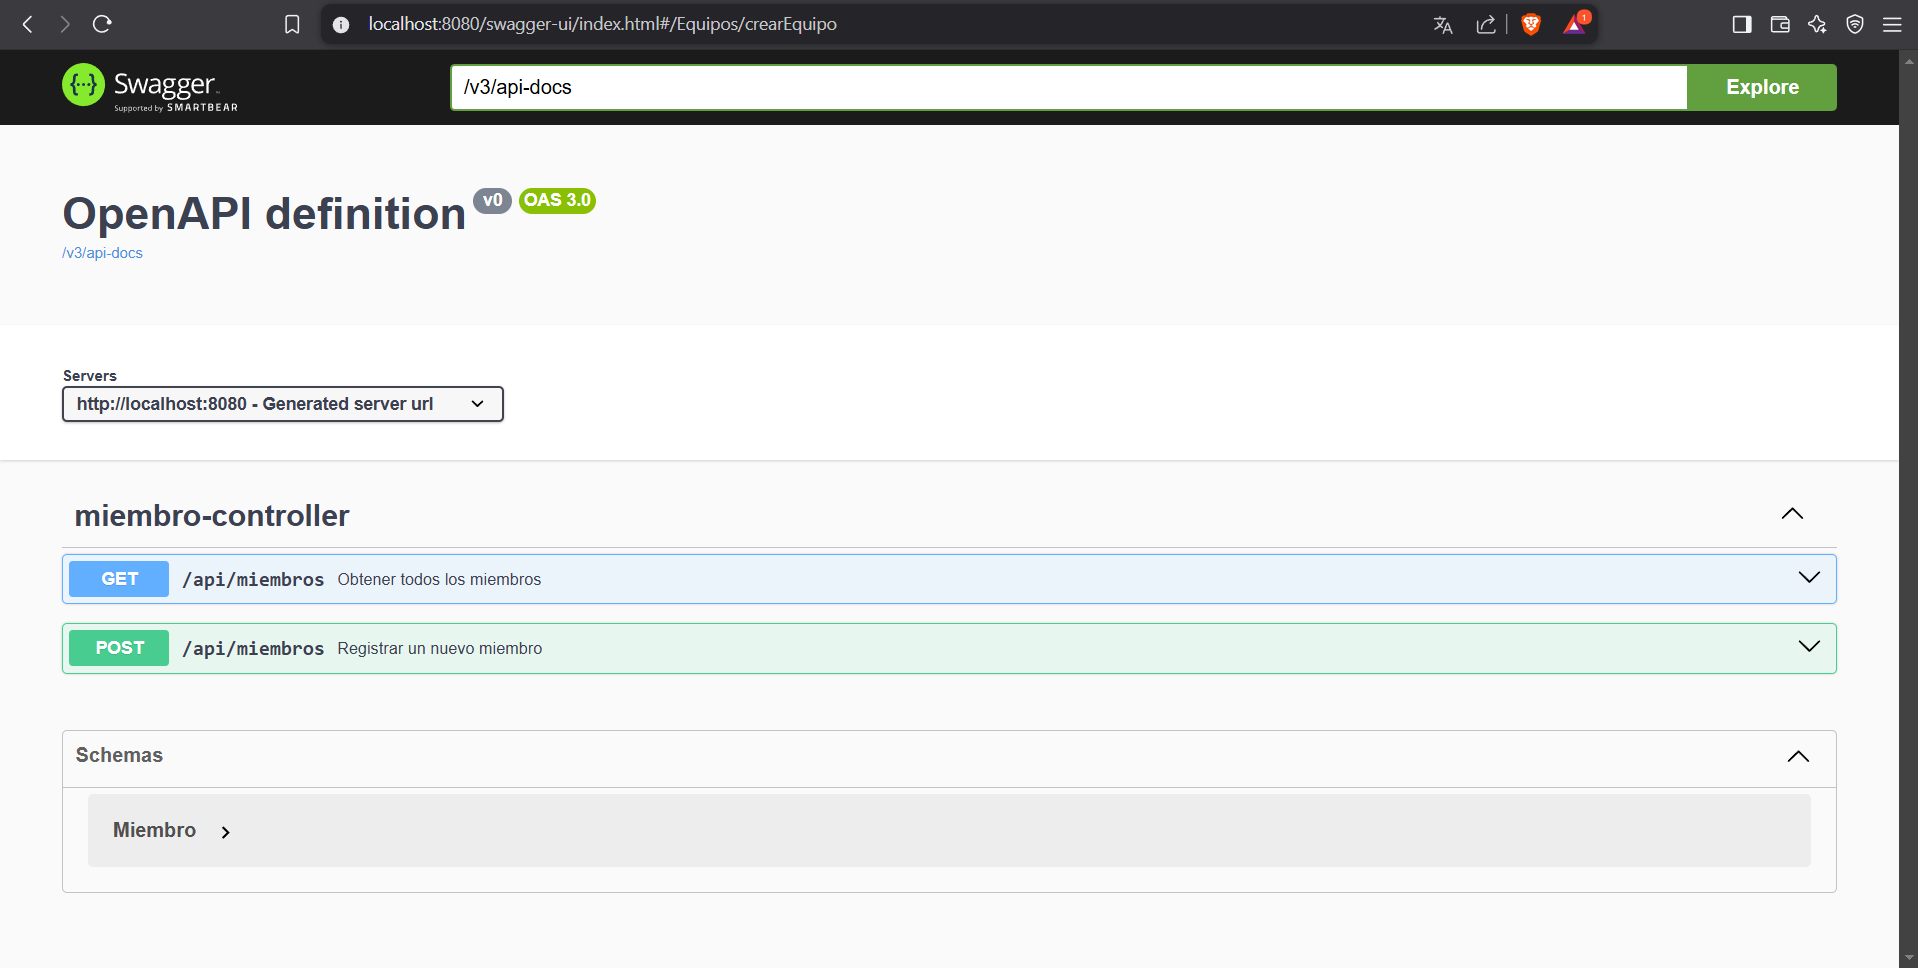 localhost:8080/swagger-ui/index.html#/Equipos/crearEquipo
1
{···} Swagger
Supported by SMARTBEAR
/v3/api-docs
Explore
OpenAPI definition v0 OAS 3.0
/v3/api-docs
Servers
http://localhost:8080 - Generated server url
miembro-controller
GET /api/miembros Obtener todos los miembros
POST /api/miembros Registrar un nuevo miembro
Schemas
Miembro